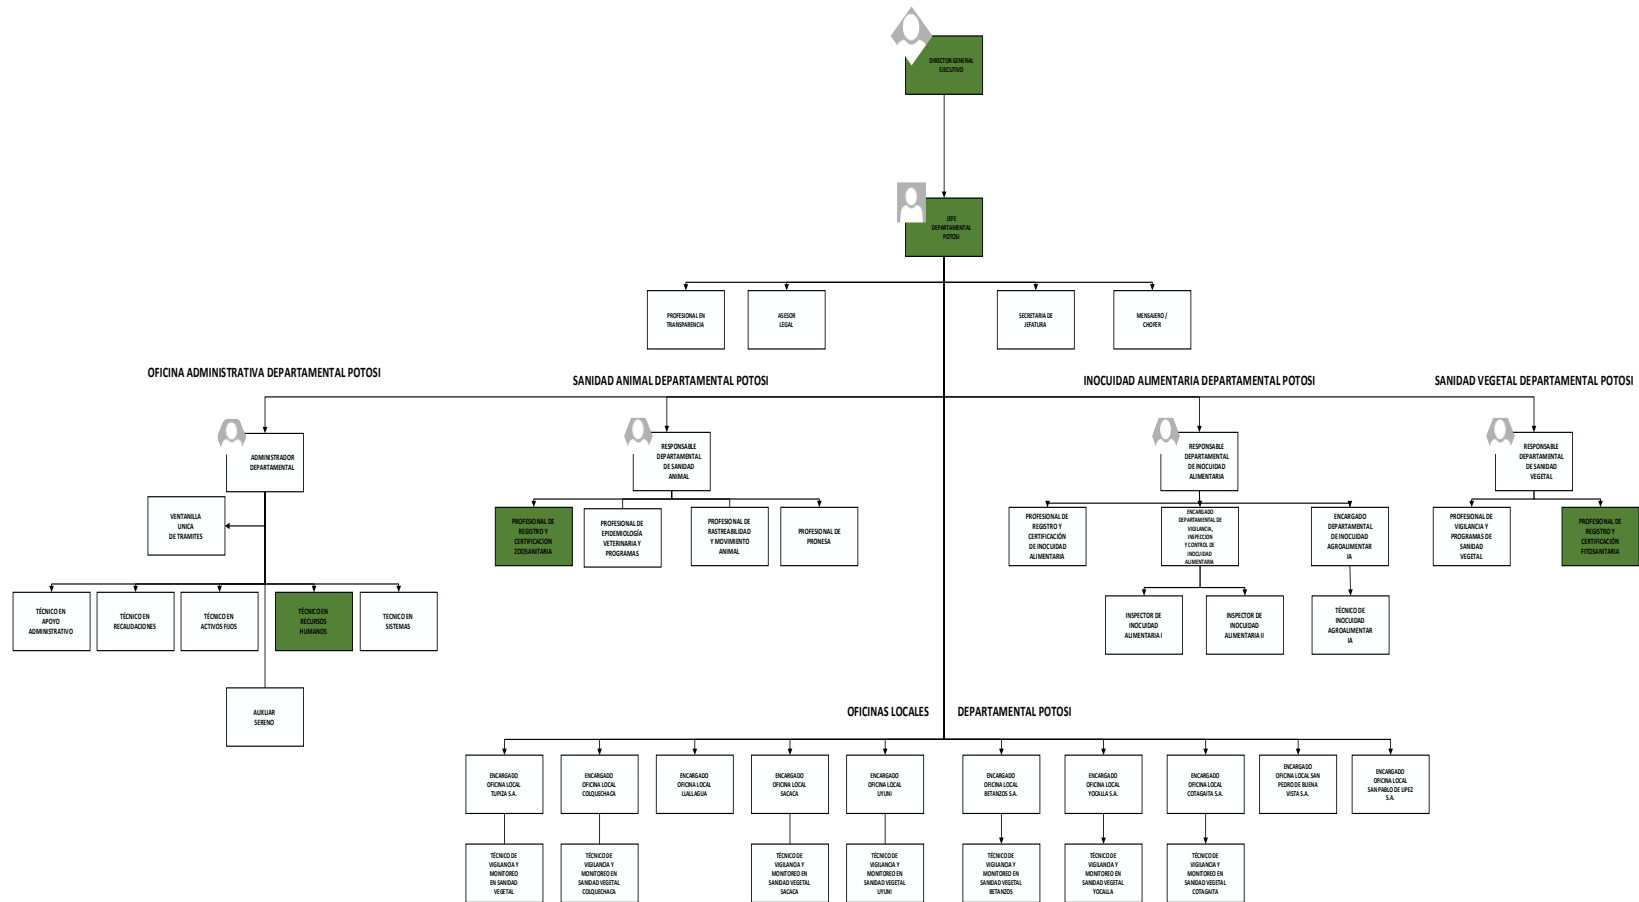 DIRECTOR GENERAL
EJECUTIVO
JEFE
DEPARTAMENTAL
POTOSI
PROFESIONAL EN
TRANSPARENCIA
ASESOR
LEGAL
SECRETARIA DE
JEFATURA
MENSAJERO /
CHOFER
OFICINA ADMINISTRATIVA DEPARTAMENTAL POTOSI
SANIDAD ANIMAL DEPARTAMENTAL POTOSI
INOCUIDAD ALIMENTARIA DEPARTAMENTAL POTOSI
SANIDAD VEGETAL DEPARTAMENTAL POTOSI
ADMINISTRADOR
DEPARTAMENTAL
RESPONSABLE
DEPARTAMENTAL
DE SANIDAD
ANIMAL
RESPONSABLE
DEPARTAMENTAL
DE INOCUIDAD
ALIMENTARIA
RESPONSABLE
DEPARTAMENTAL
DE SANIDAD
VEGETAL
VENTANILLA
UNICA
DE TRAMITES
PROFESIONAL DE
REGISTRO Y
CERTIFICACION
ZOOSANITARIA
PROFESIONAL DE
EPIDEMIOLOGÍA
VETERINARIA Y
PROGRAMAS
PROFESIONAL DE
RASTREABILIDAD
Y MOVIMIENTO
ANIMAL
PROFESIONAL DE
PRONESA
PROFESIONAL DE
REGISTRO Y
CERTIFICACIÓN
DE INOCUIDAD
ALIMENTARIA
ENCARGADO
DEPARTAMENTAL DE
VIGILANCIA,
INSPECCION
Y CONTROL DE
INOCUIDAD
ALIMENTARIA
ENCARGADO
DEPARTAMENTAL
DE INOCUIDAD
AGROALIMENTAR
IA
PROFESIONAL DE
VIGILANCIA Y
PROGRAMAS DE
SANIDAD
VEGETAL
PROFESIONAL DE
REGISTRO Y
CERTIFICACIÓN
FITOSANITARIA
TÉCNICO EN
APOYO
ADMINISTRATIVO
TÉCNICO EN
RECAUDACIONES
TÉCNICO EN
ACTIVOS FIJOS
TÉCNICO EN
RECURSOS
HUMANOS
TECNICO EN
SISTEMAS
INSPECTOR DE
INOCUIDAD
ALIMENTARIA I
INSPECTOR DE
INOCUIDAD
ALIMENTARIA II
TÉCNICO DE
INOCUIDAD
AGROALIMENTAR
IA
AUXILIAR
SERENO
OFICINAS LOCALES DEPARTAMENTAL POTOSI
ENCARGADO
OFICINA LOCAL
TUPIZA S.A.
ENCARGADO
OFICINA LOCAL
COLQUECHACA
ENCARGADO
OFICINA LOCAL
LLALLAGUA
ENCARGADO
OFICINA LOCAL
SACACA
ENCARGADO
OFICINA LOCAL
UYUNI
ENCARGADO
OFICINA LOCAL
BETANZOS S.A.
ENCARGADO
OFICINA LOCAL
YOCALLA S.A.
ENCARGADO
OFICINA LOCAL
COTAGAITA S.A.
ENCARGADO
OFICINA LOCAL SAN
PEDRO DE BUENA
VISTA S.A.
ENCARGADO
OFICINA LOCAL
SAN PABLO DE LIPEZ
S.A.
TÉCNICO DE
VIGILANCIA Y
MONITOREO
EN SANIDAD
VEGETAL
TÉCNICO DE
VIGILANCIA Y
MONITOREO EN
SANIDAD VEGETAL
COLQUECHACA
TÉCNICO DE
VIGILANCIA Y
MONITOREO EN
SANIDAD VEGETAL
SACACA
TÉCNICO DE
VIGILANCIA Y
MONITOREO EN
SANIDAD VEGETAL
UYUNI
TÉCNICO DE
VIGILANCIA Y
MONITOREO EN
SANIDAD VEGETAL
BETANZOS
TÉCNICO DE
VIGILANCIA Y
MONITOREO EN
SANIDAD VEGETAL
YOCALLA
TÉCNICO DE
VIGILANCIA Y
MONITOREO EN
SANIDAD VEGETAL
COTAGAITA